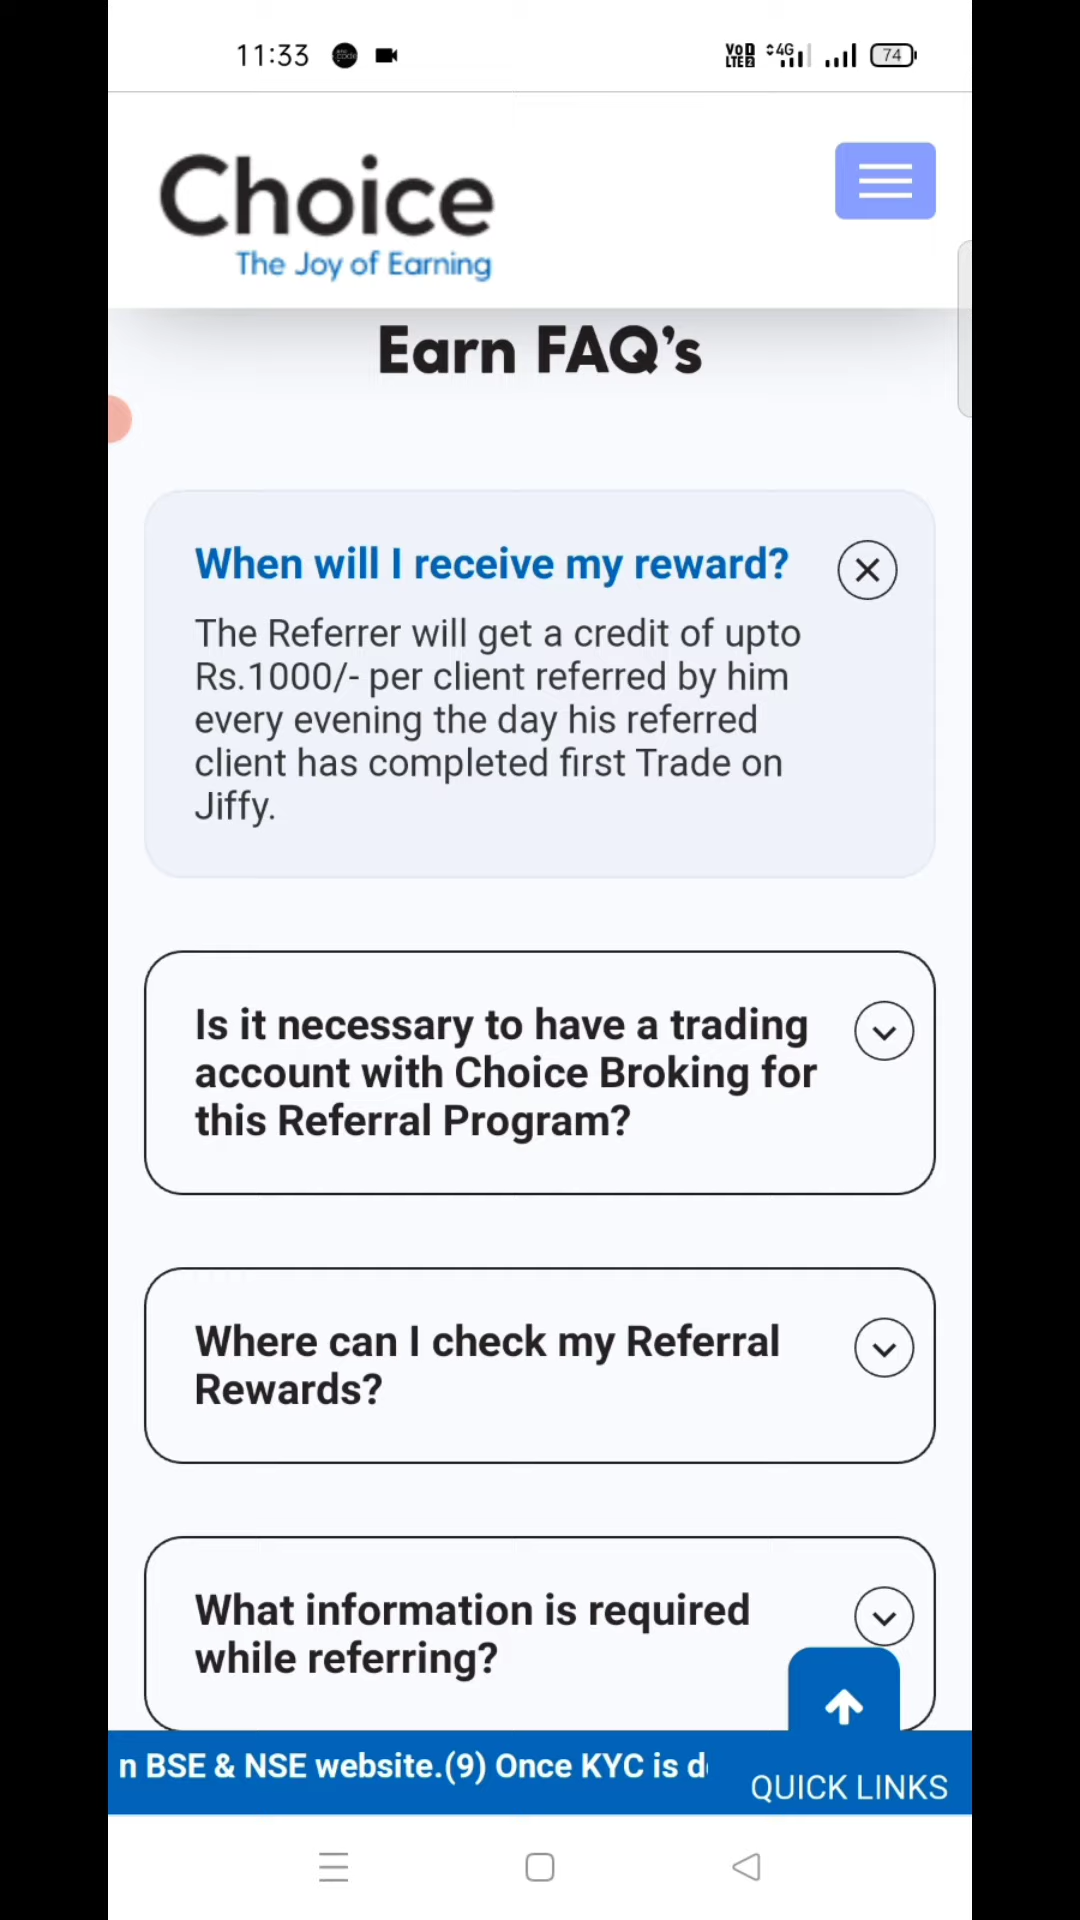 11:33
VoD LTE2 4G 74
Choice
The Joy of Earning
Earn FAQ's
When will I receive my reward?
The Referrer will get a credit of upto
Rs.1000/- per client referred by him
every evening the day his referred
client has completed first Trade on
Jiffy.
Is it necessary to have a trading
account with Choice Broking for
this Referral Program?
Where can I check my Referral
Rewards?
What information is required
while referring?
n BSE & NSE website.(9) Once KYC is d
QUICK LINKS